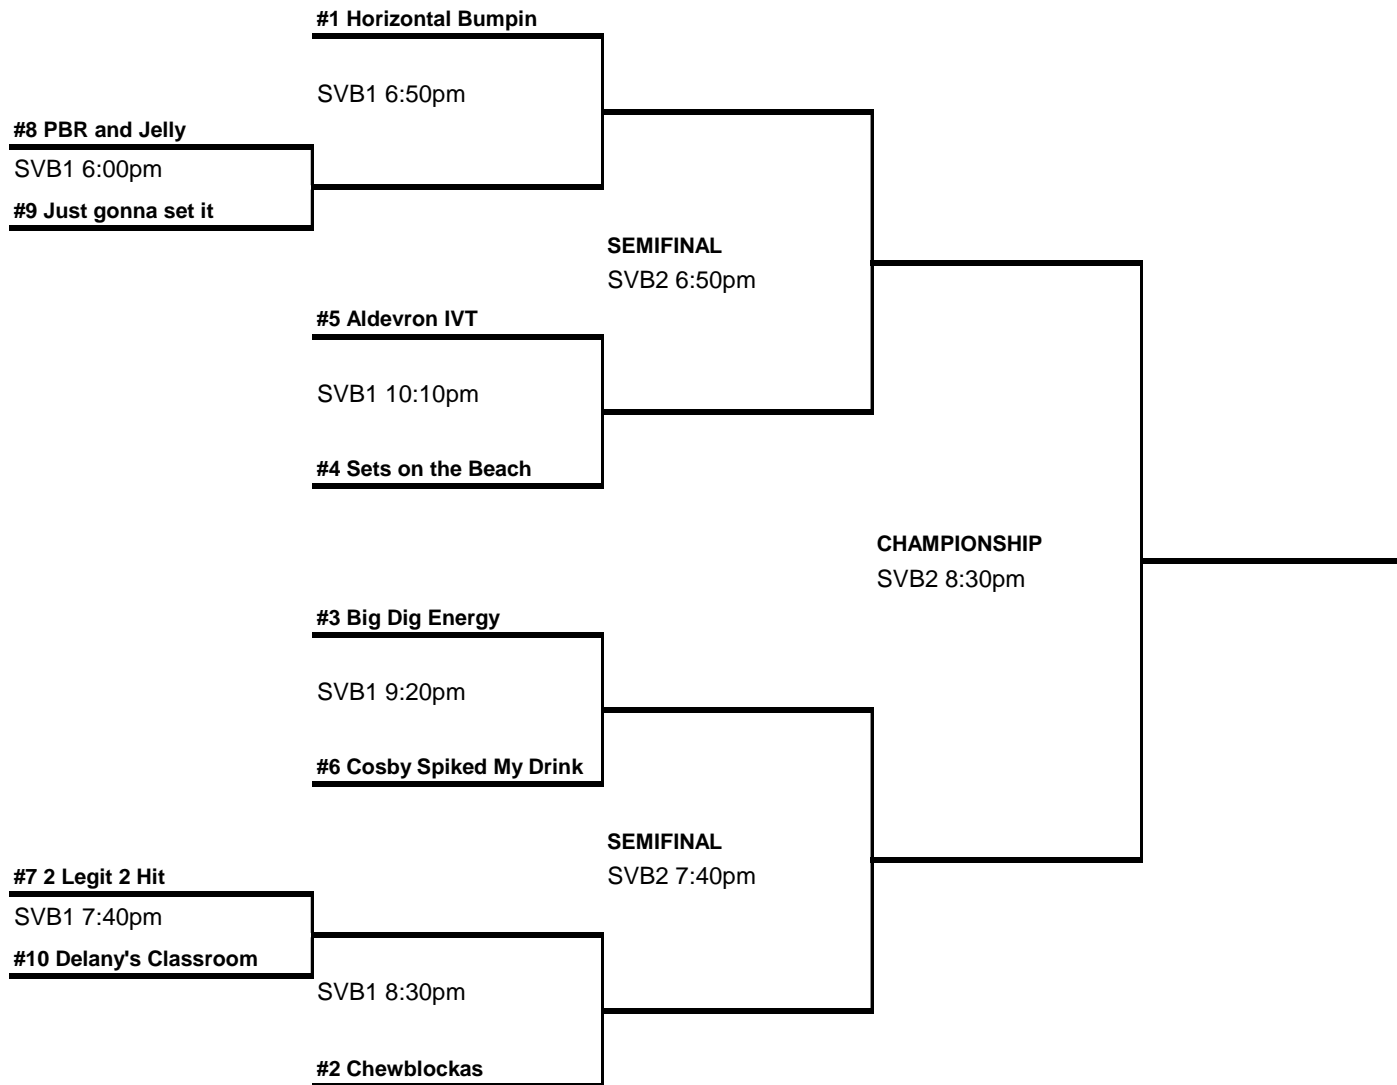 #1 Horizontal Bumpin
SVB1 6:50pm
#8 PBR and Jelly
SVB1 6:00pm
#9 Just gonna set it
SEMIFINAL
SVB2 6:50pm
#5 Aldevron IVT
SVB1 10:10pm
#4 Sets on the Beach
CHAMPIONSHIP
SVB2 8:30pm
#3 Big Dig Energy
SVB1 9:20pm
#6 Cosby Spiked My Drink
SEMIFINAL
SVB2 7:40pm
#7 2 Legit 2 Hit
SVB1 7:40pm
#10 Delany's Classroom
SVB1 8:30pm
#2 Chewblockas